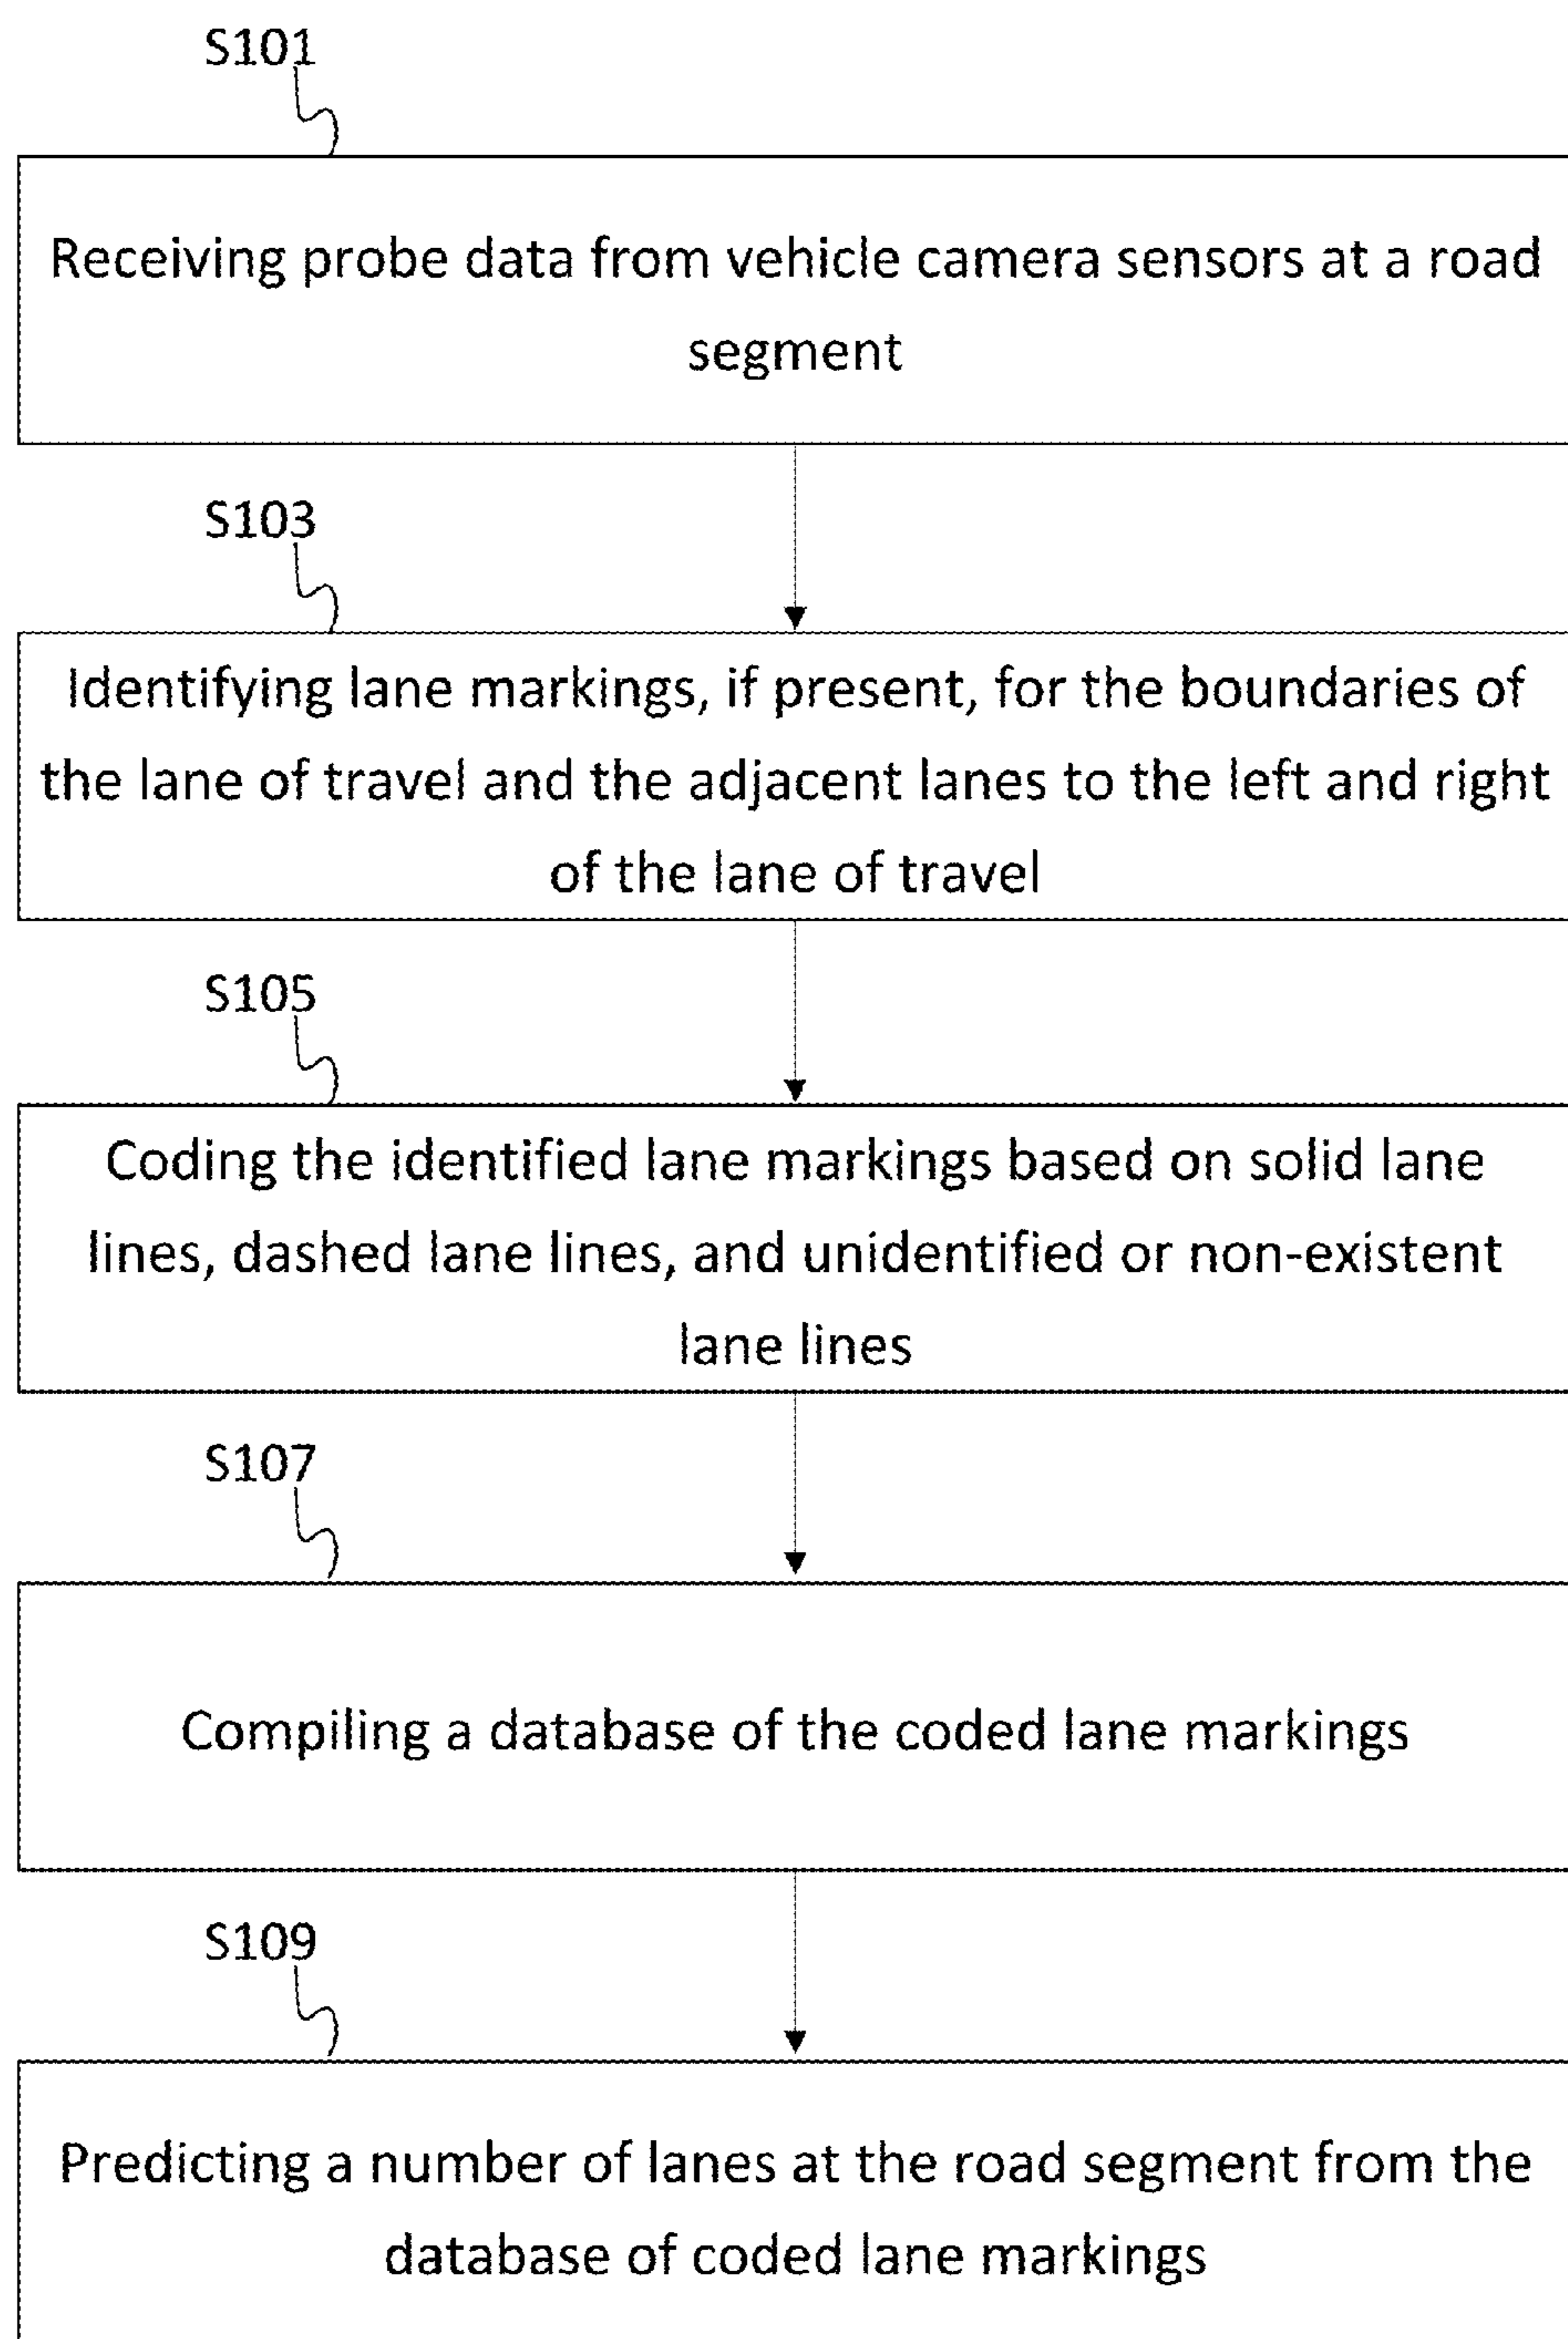 S101
Receiving probe data from vehicle camera sensors at a road
segment
S103
Identifying lane markings, if present, for the boundaries of
the lane of travel and the adjacent lanes to the left and right
of the lane of travel
S105
Coding the identified lane markings based on solid lane
lines, dashed lane lines, and unidentified or non-existent
lane lines
S107
Compiling a database of the coded lane markings
S109
Predicting a number of lanes at the road segment from the
database of coded lane markings